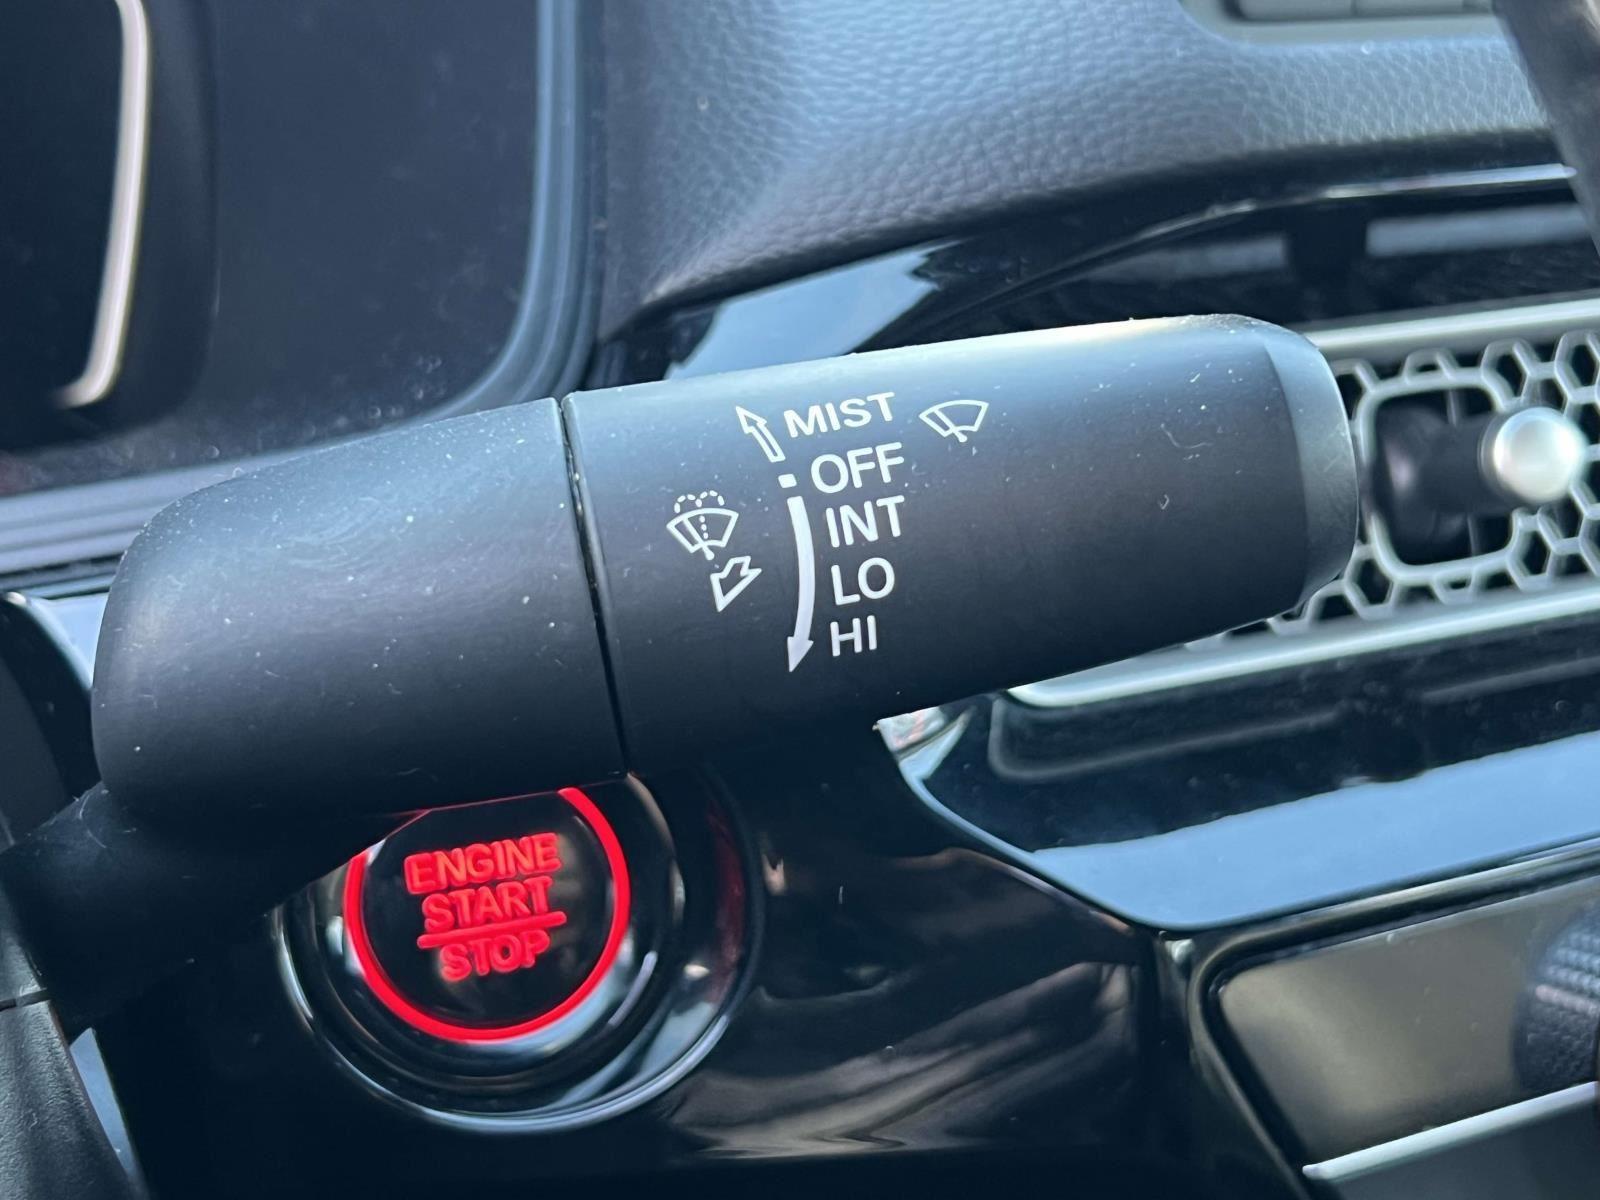 MIST
OFF
INT
LO
HI
ENGINE
START
STOP